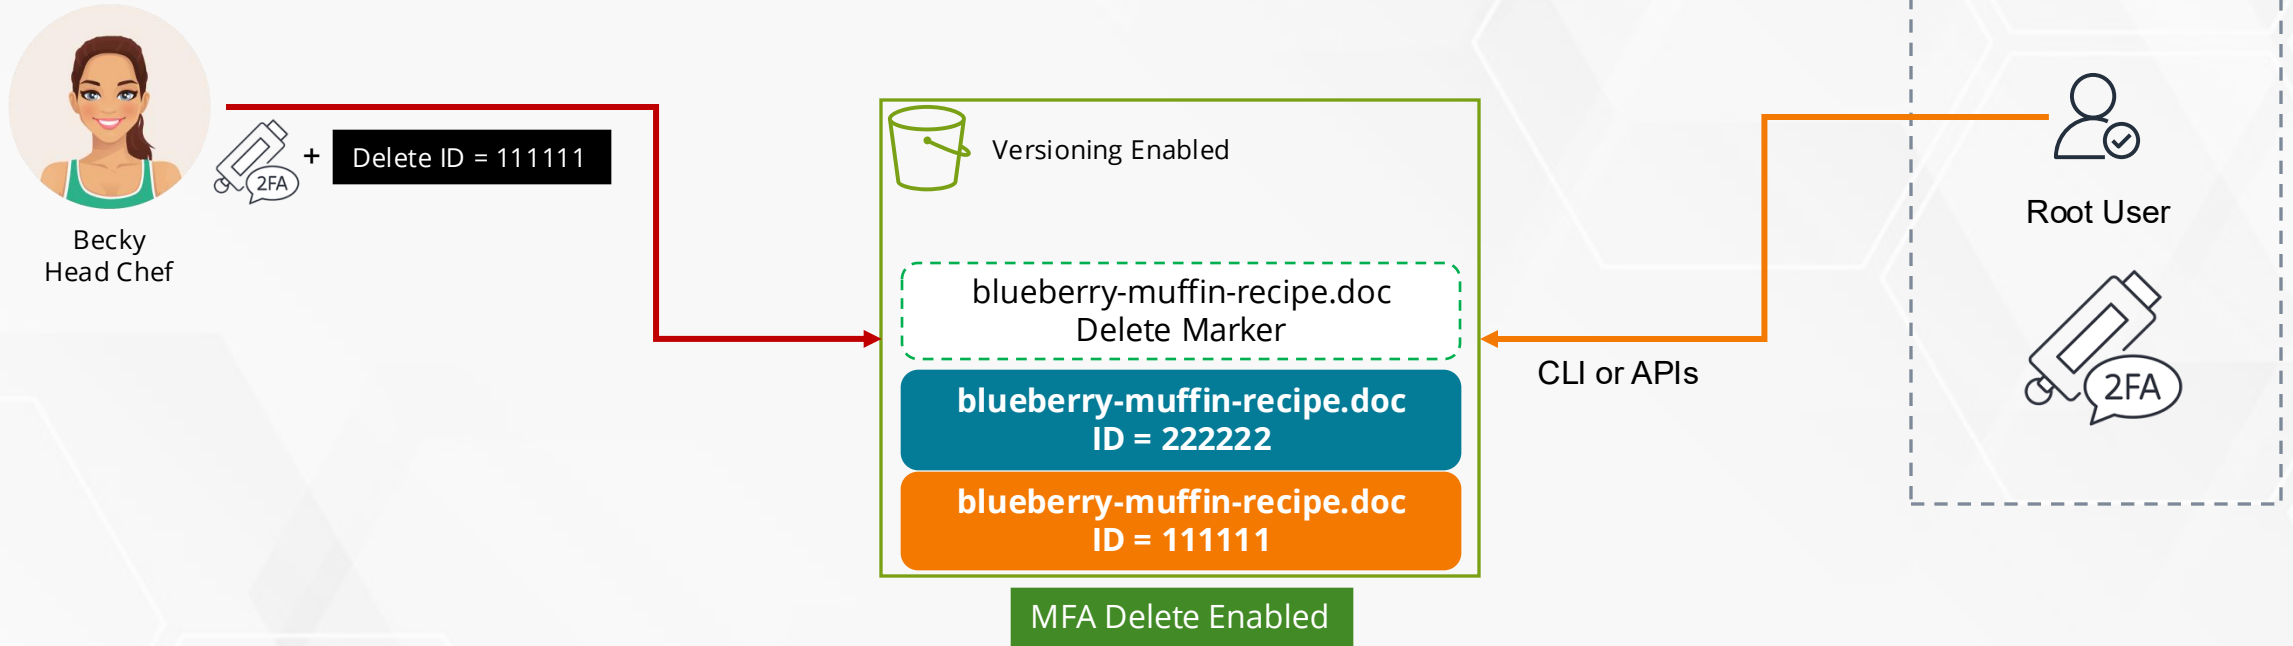 Becky
Head Chef
2FA
+
Delete ID = 111111
Versioning Enabled
blueberry-muffin-recipe.doc
Delete Marker
blueberry-muffin-recipe.doc
ID = 222222
blueberry-muffin-recipe.doc
ID = 111111
MFA Delete Enabled
CLI or APIs
Root User
2FA